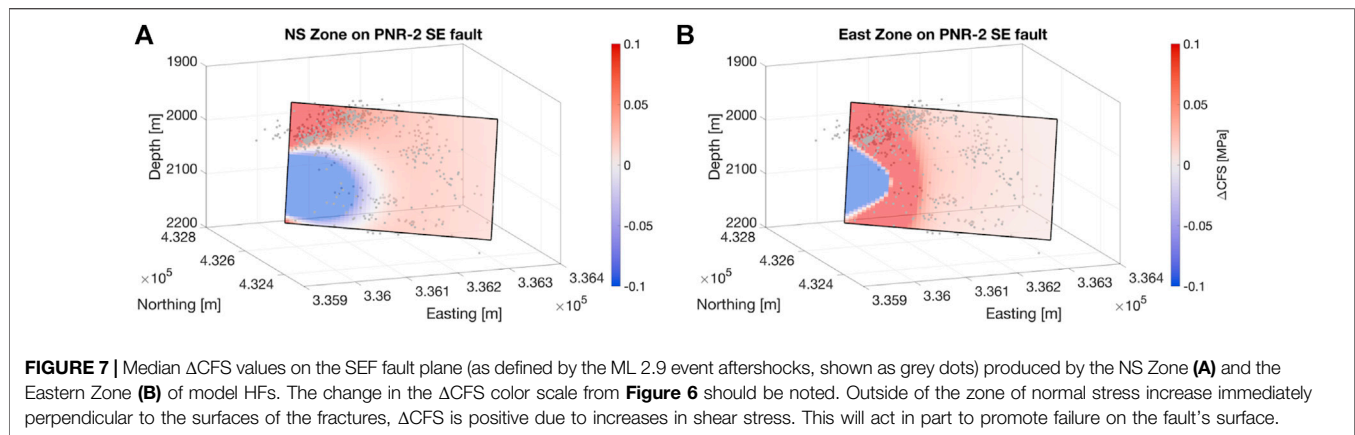 A
NS Zone on PNR-2 SE fault
1900
2000
2100
2200
Depth [m]
4.328
4.326
4.324
×10⁵
Northing [m]
3.359
3.36
3.361
3.362
3.363
3.364
×10⁵
Easting [m]
0.1
0.05
0
-0.05
-0.1
B
East Zone on PNR-2 SE fault
1900
2000
2100
2200
Depth [m]
4.328
4.326
4.324
×10⁵
Northing [m]
3.359
3.36
3.361
3.362
3.363
3.364
×10⁵
Easting [m]
0.1
0.05
0
-0.05
-0.1
ΔCFS [MPa]
FIGURE 7 | Median ΔCFS values on the SEF fault plane (as defined by the ML 2.9 event aftershocks, shown as grey dots) produced by the NS Zone (A) and the
Eastern Zone (B) of model HFs. The change in the ΔCFS color scale from Figure 6 should be noted. Outside of the zone of normal stress increase immediately
perpendicular to the surfaces of the fractures, ΔCFS is positive due to increases in shear stress. This will act in part to promote failure on the fault's surface.